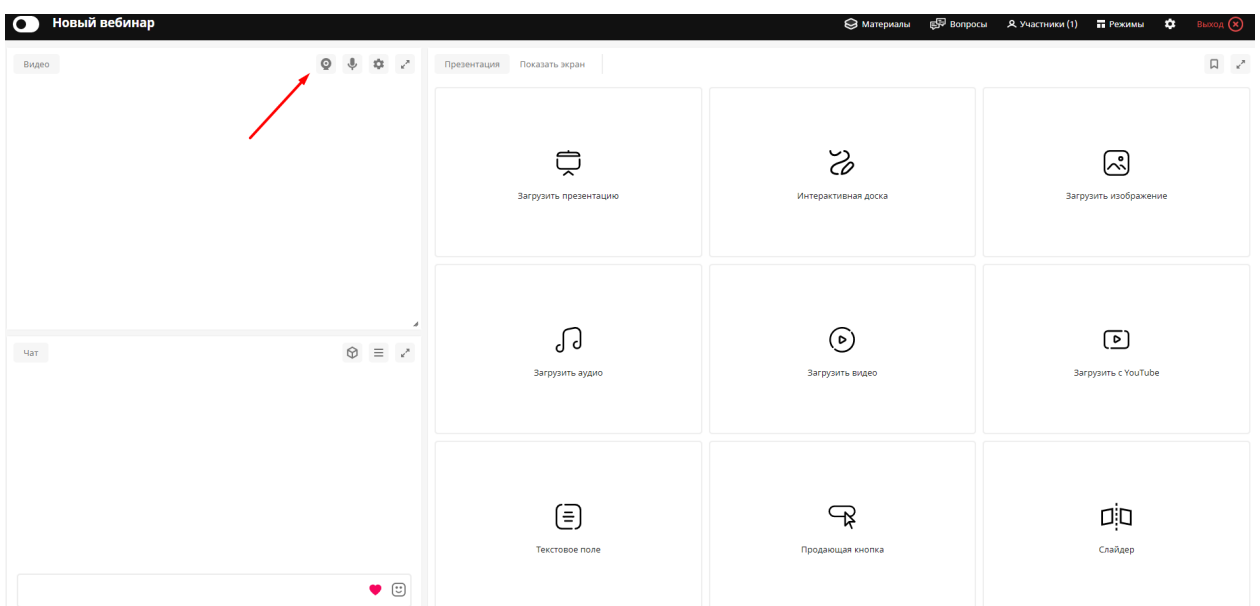 Новый вебинар
Материалы
Вопросы
Участники (1)
Режимы
Выход
Видео
Презентация
Показать экран
Загрузить презентацию
Интерактивная доска
Загрузить изображение
Загрузить аудио
Загрузить видео
Загрузить с YouTube
Чат
Текстовое поле
Продающая кнопка
Слайдер